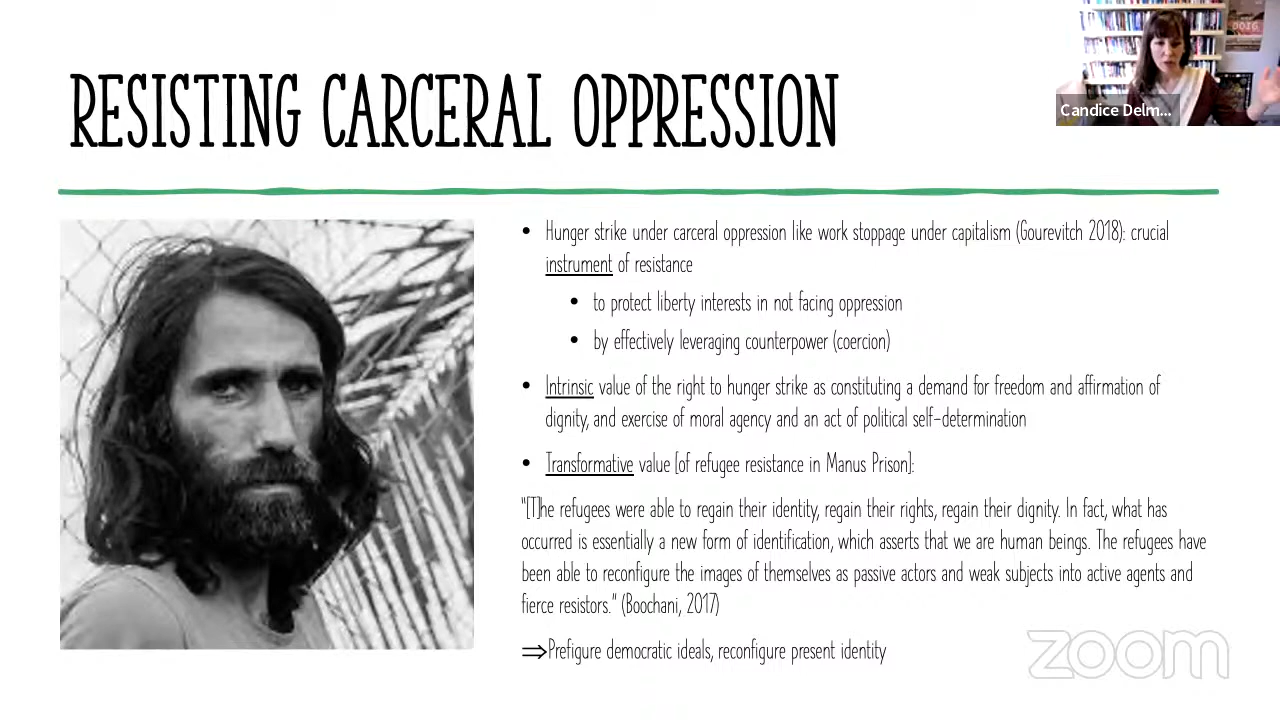 RESISTING CARCERAL OPPRESSION
Candice Delm...
• Hunger strike under carceral oppression like work stoppage under capitalism (Gourevitch 2018): crucial
instrument of resistance
• to protect liberty interests in not facing oppression
• by effectively leveraging counterpower (coercion)
• Intrinsic value of the right to hunger strike as constituting a demand for freedom and affirmation of
dignity, and exercise of moral agency and an act of political self-determination
• Transformative value [of refugee resistance in Manus Prison]:
"[T]he refugees were able to regain their identity, regain their rights, regain their dignity. In fact, what has
occurred is essentially a new form of identification, which asserts that we are human beings. The refugees have
been able to reconfigure the images of themselves as passive actors and weak subjects into active agents and
fierce resistors." (Boochani, 2017)
⇒Prefigure democratic ideals, reconfigure present identity
zoom